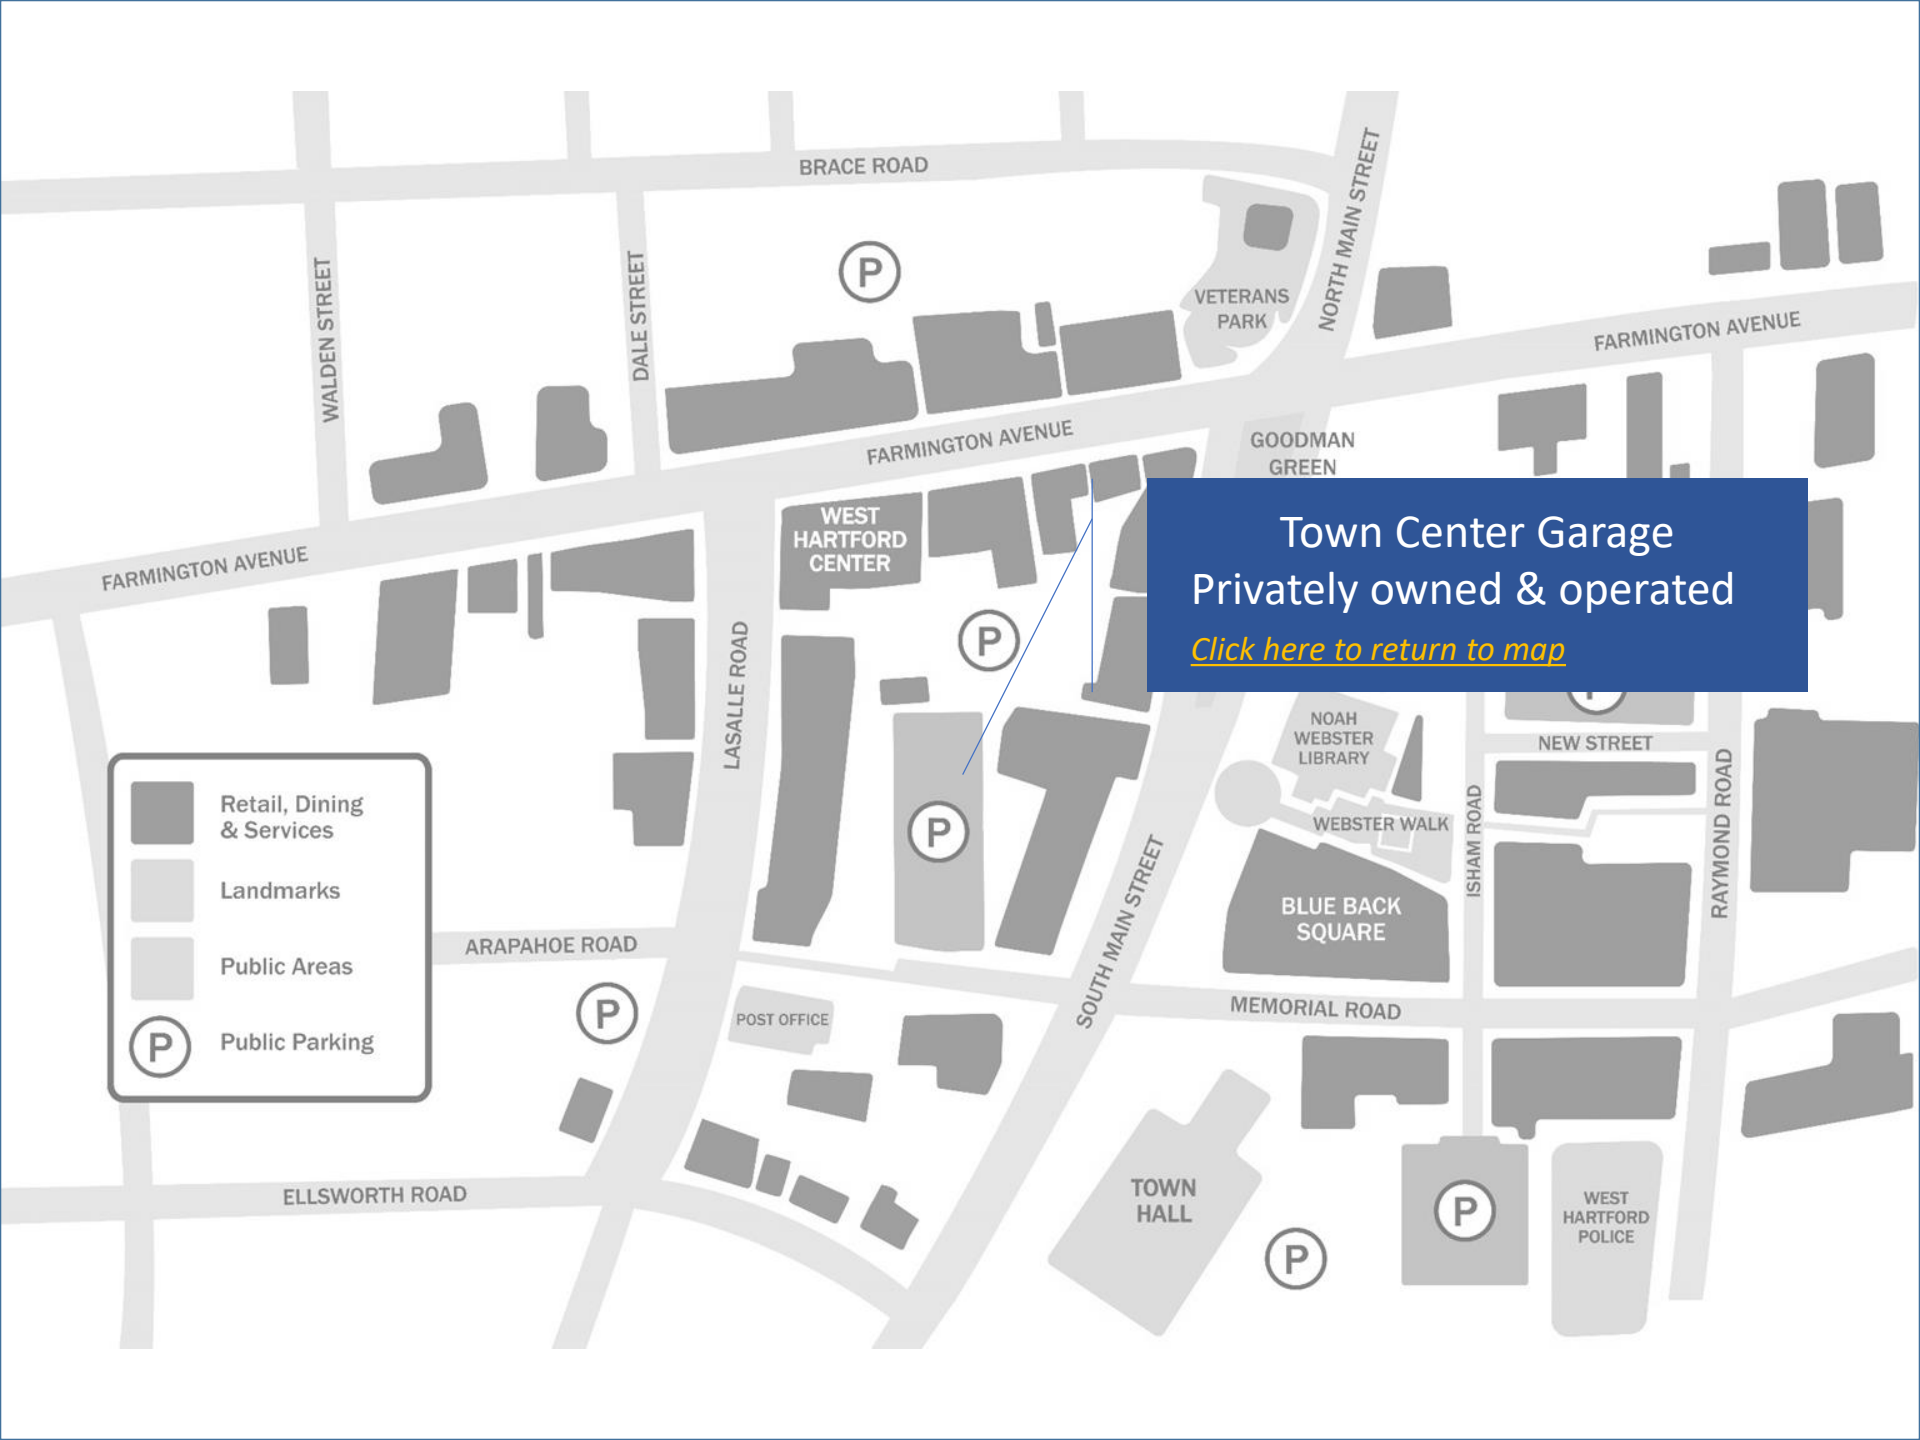 BRACE ROAD
NORTH MAIN STREET
WALDEN STREET
DALE STREET
P
VETERANS
PARK
FARMINGTON AVENUE
FARMINGTON AVENUE
GOODMAN
GREEN
WEST
HARTFORD
CENTER
FARMINGTON AVENUE
Town Center Garage
Privately owned & operated
Click here to return to map
P
LASALLE ROAD
NOAH
WEBSTER
LIBRARY
NEW STREET
RAYMOND ROAD
ISHAM ROAD
WEBSTER WALK
P
SOUTH MAIN STREET
BLUE BACK
SQUARE
Retail, Dining
& Services
Landmarks
Public Areas
P
Public Parking
ARAPAHOE ROAD
P
POST OFFICE
MEMORIAL ROAD
ELLSWORTH ROAD
TOWN
HALL
P
P
WEST
HARTFORD
POLICE